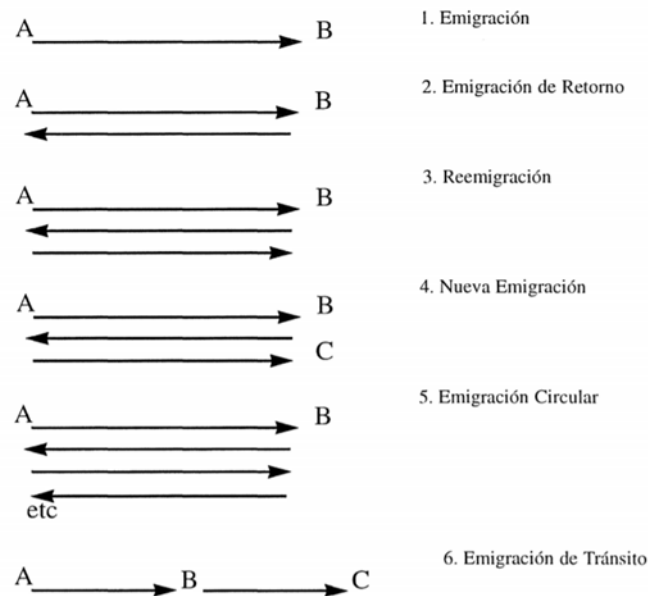 A B 1. Emigración
A B 2. Emigración de Retorno
A B 3. Reemigración
A B 4. Nueva Emigración
C
A B 5. Emigración Circular
etc
6. Emigración de Tránsito
A B C